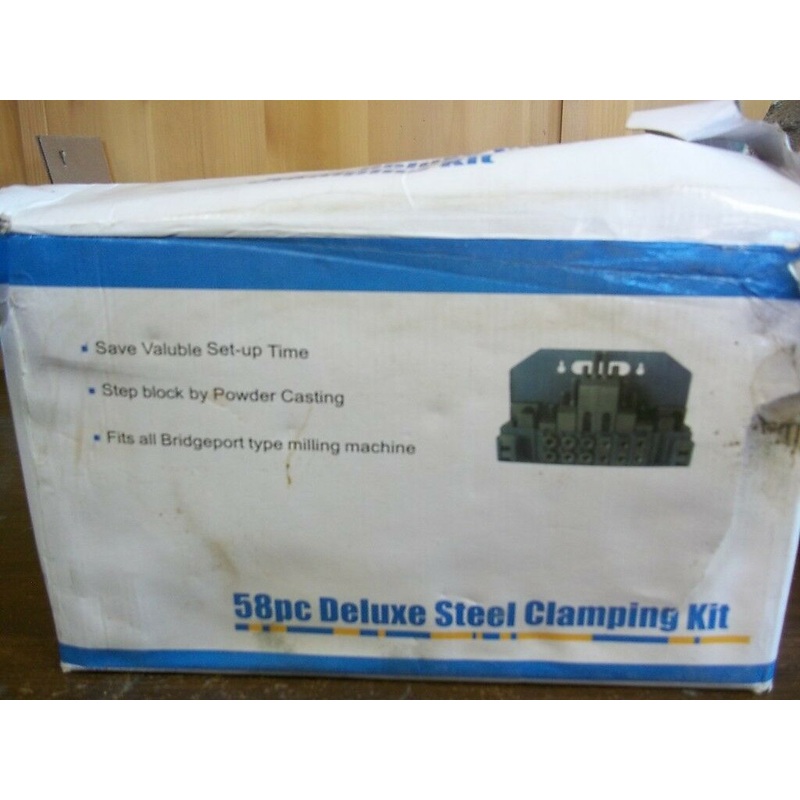 Kit
Save Valuble Set-up Time
Step block by Powder Casting
Fits all Bridgeport type milling machine
58pc Deluxe Steel Clamping Kit